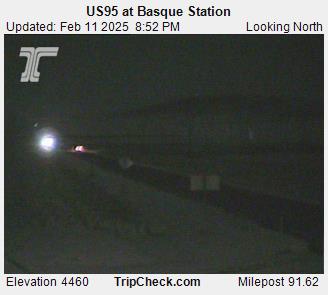 US95 at Basque Station
Updated: Feb 11 2025 8:52 PM Looking North
Elevation 4460 TripCheck.com Milepost 91.62